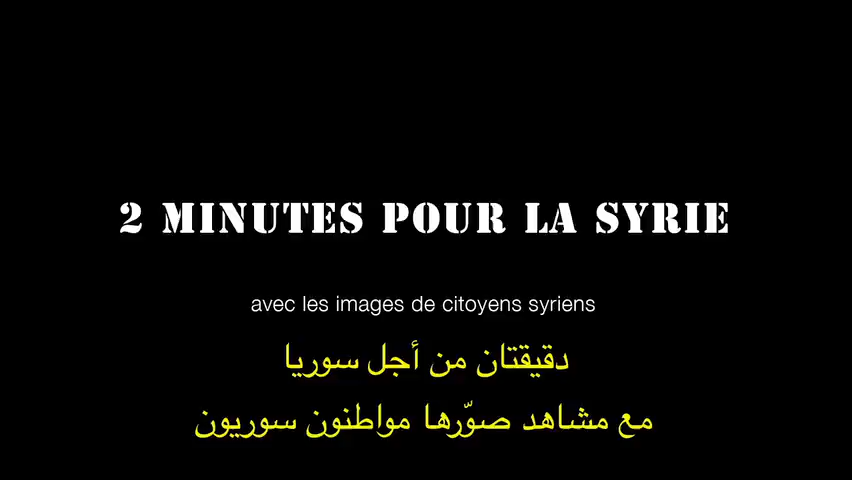 2 MINUTES POUR LA SYRIE
avec les images de citoyens syriens
دقيقتان من أجل سوريا
مع مشاهد صوّرها مواطنون سوريون